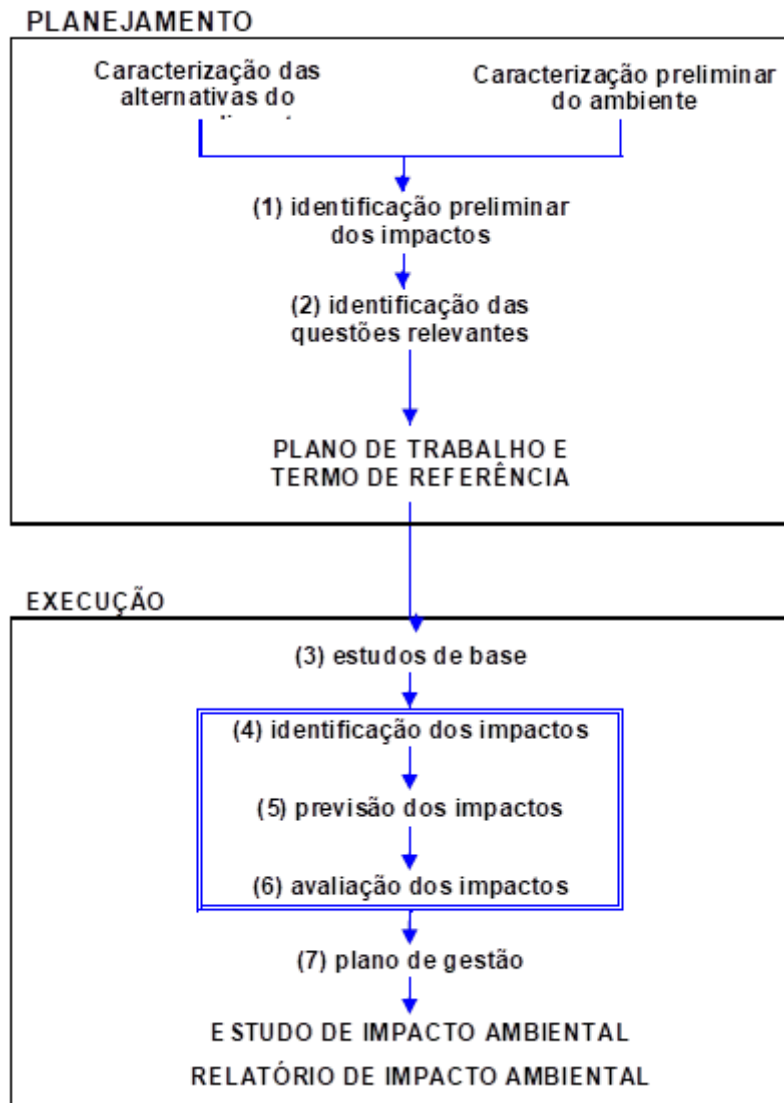 PLANEJAMENTO
Caracterização das
alternativas do
Caracterização preliminar
do ambiente
(1) identificação preliminar
dos impactos
(2) identificação das
questões relevantes
PLANO DE TRABALHO E
TERMO DE REFERÊNCIA
EXECUÇÃO
(3) estudos de base
(4) identificação dos impactos
(5) previsão dos impactos
(6) avaliação dos impactos
(7) plano de gestão
ESTUDO DE IMPACTO AMBIENTAL
RELATÓRIO DE IMPACTO AMBIENTAL